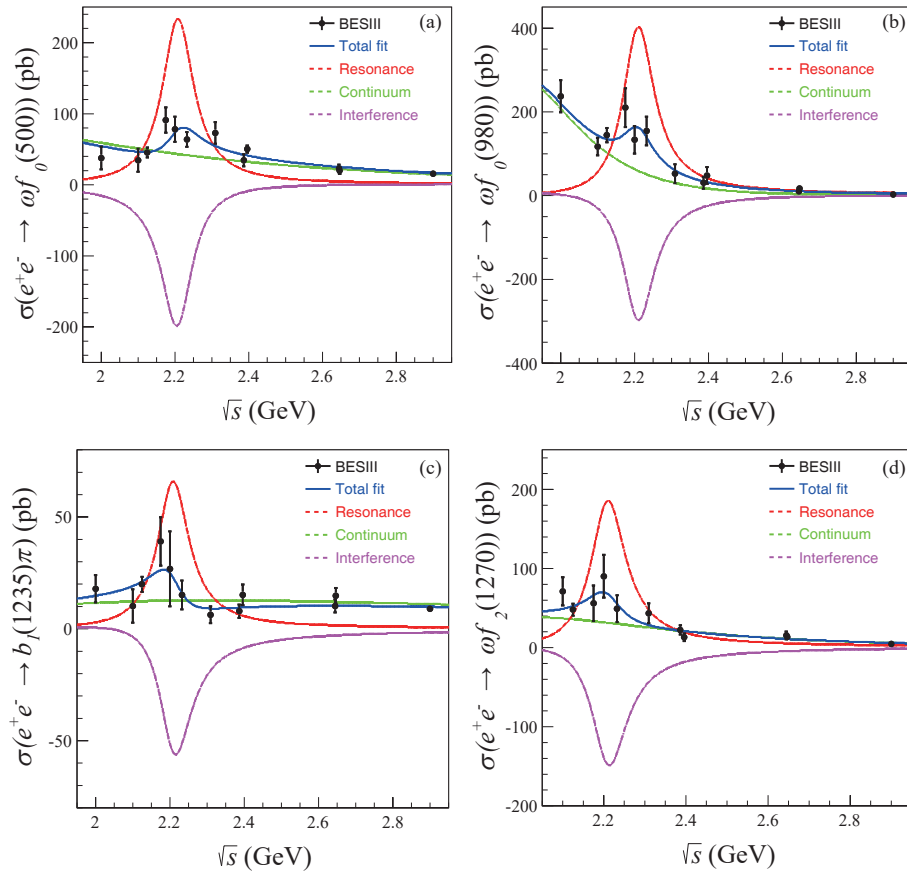 (a)
BESIII
Total fit
Resonance
Continuum
Interference
200
100
0
-100
-200
2 2.2 2.4 2.6 2.8
√s (GeV)
σ(e⁺e⁻ → ωf₀(500)) (pb)
(b)
BESIII
Total fit
Resonance
Continuum
Interference
400
200
0
-200
-400
2 2.2 2.4 2.6 2.8
√s (GeV)
σ(e⁺e⁻ → ωf₀(980)) (pb)
(c)
BESIII
Total fit
Resonance
Continuum
Interference
50
0
-50
2 2.2 2.4 2.6 2.8
√s (GeV)
σ(e⁺e⁻ → b₁(1235)π) (pb)
(d)
BESIII
Total fit
Resonance
Continuum
Interference
200
100
0
-100
-200
2.2 2.4 2.6 2.8
√s (GeV)
σ(e⁺e⁻ → ωf₂(1270)) (pb)